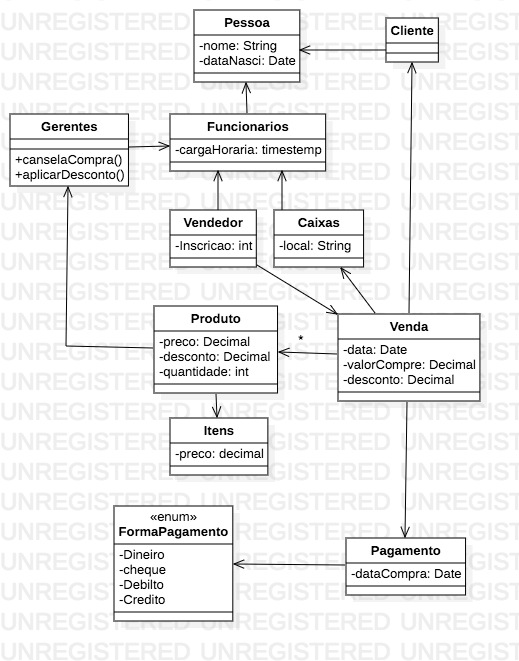 Pessoa
-nome: String
-dataNasci: Date
Cliente
Gerentes
+canselaCompra()
+aplicarDesconto()
Funcionarios
-cargaHoraria: timestemp
Vendedor
-Inscricao: int
Caixas
-local: String
Produto
-preco: Decimal
-desconto: Decimal
-quantidade: int
*
Venda
-data: Date
-valorCompre: Decimal
-desconto: Decimal
Itens
-preco: decimal
«enum»
FormaPagamento
-Dineiro
-cheque
-Debilto
-Credito
Pagamento
-dataCompra: Date
UNREGISTERED